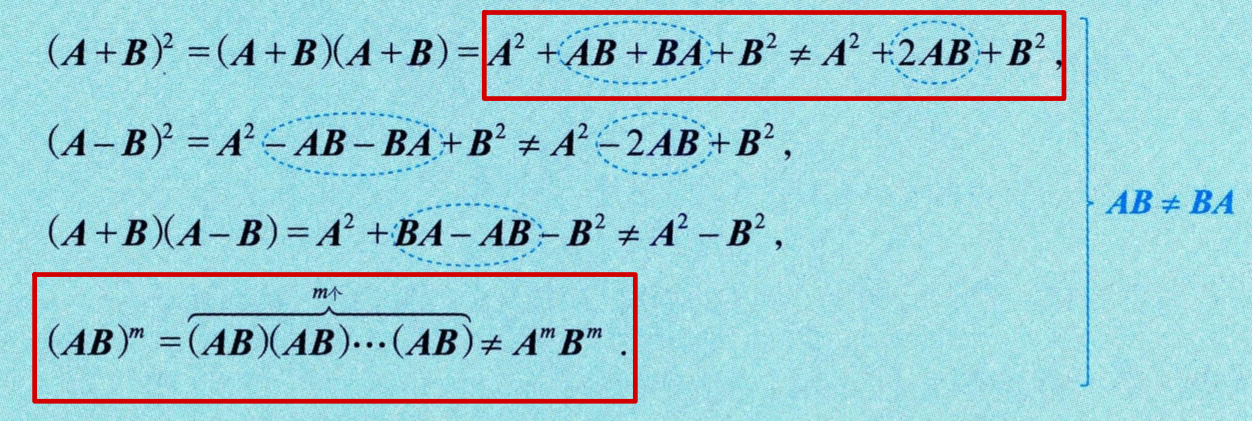 (A+B)² = (A+B)(A+B) = A² + AB + BA + B² ≠ A² + 2AB + B²,
(A−B)² = A² − AB − BA + B² ≠ A² − 2AB + B²,
(A+B)(A−B) = A² + BA − AB − B² ≠ A² − B²,
AB ≠ BA
m个
(AB)ᵐ = (AB)(AB)···(AB) ≠ AᵐBᵐ .